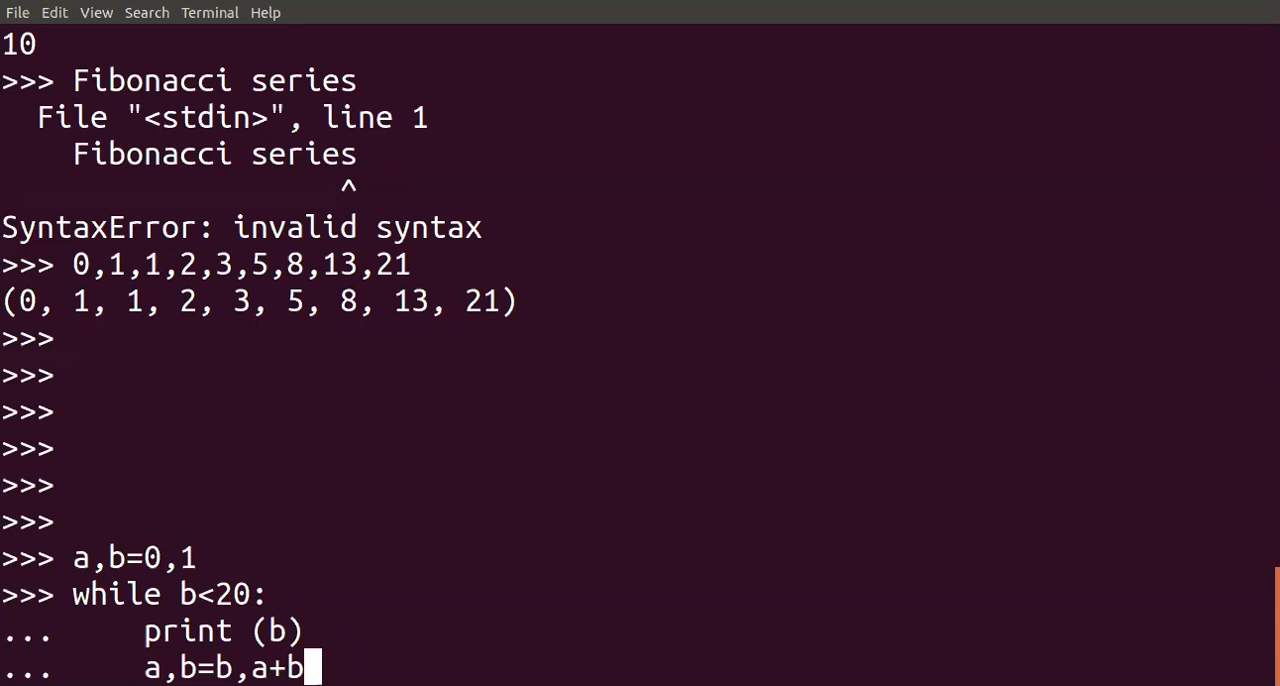 File Edit View Search Terminal Help
10
>>> Fibonacci series
  File "<stdin>", line 1
    Fibonacci series
                   ^
SyntaxError: invalid syntax
>>> 0,1,1,2,3,5,8,13,21
(0, 1, 1, 2, 3, 5, 8, 13, 21)
>>>
>>>
>>>
>>>
>>>
>>>
>>> a,b=0,1
>>> while b<20:
...     print (b)
...     a,b=b,a+b